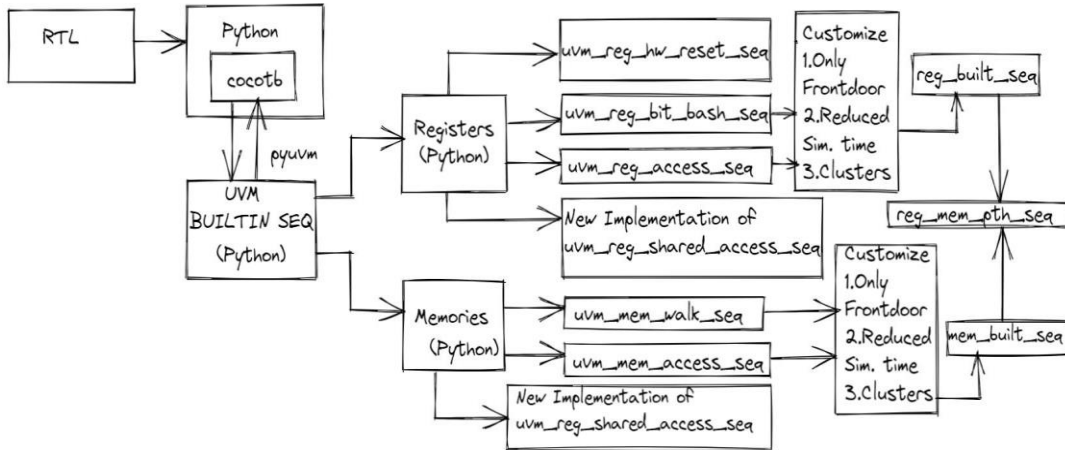 RTL
Python
cocotb
pyuvm
UVM
BUILTIN SEQ
(Python)
Registers
(Python)
uvm_reg_hw_reset_seq
uvm_reg_bit_bash_seq
uvm_reg_access_seq
New Implementation of
uvm_reg_shared_access_seq
Customize
1.Only
Frontdoor
2.Reduced
Sim. time
3.Clusters
reg_built_seq
reg_mem_pth_seq
Memories
(Python)
uvm_mem_walk_seq
uvm_mem_access_seq
New Implementation of
uvm_reg_shared_access_seq
Customize
1.Only
Frontdoor
2.Reduced
Sim. time
3.Clusters
mem_built_seq